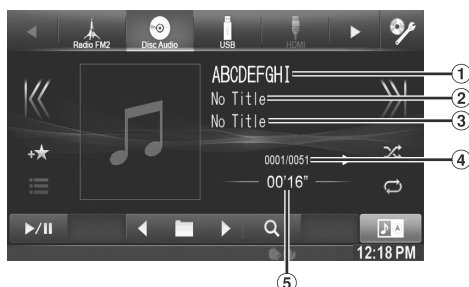 Radio FM2 Disc Audio USB HDMI
ABCDEFGHI 1
No Title 2
No Title 3
0001/0051 4
00'16"
12:18 PM
5